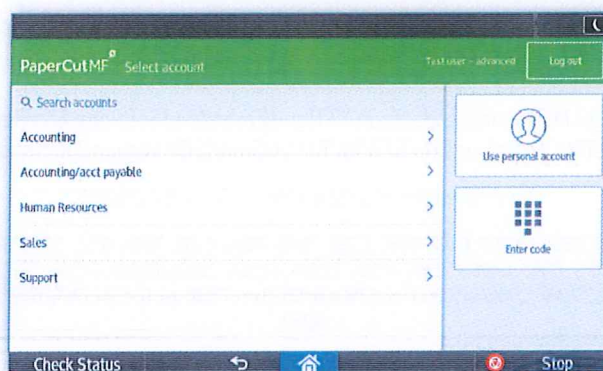 PaperCutMF Select account
Test user – advanced
Log out
Search accounts
Accounting
Accounting/acct payable
Human Resources
Sales
Support
Use personal account
Enter code
Check Status
Stop